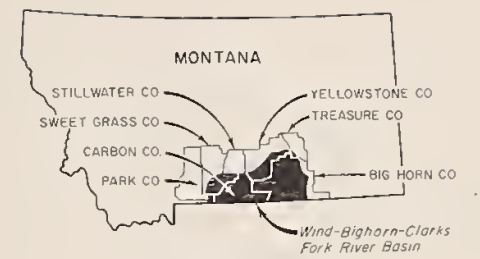 MONTANA
STILLWATER CO
YELLOWSTONE CO
SWEET GRASS CO
TREASURE CO
CARBON CO.
PARK CO
BIG HORN CO
Wind-Bighorn-Clarks
Fork River Basin